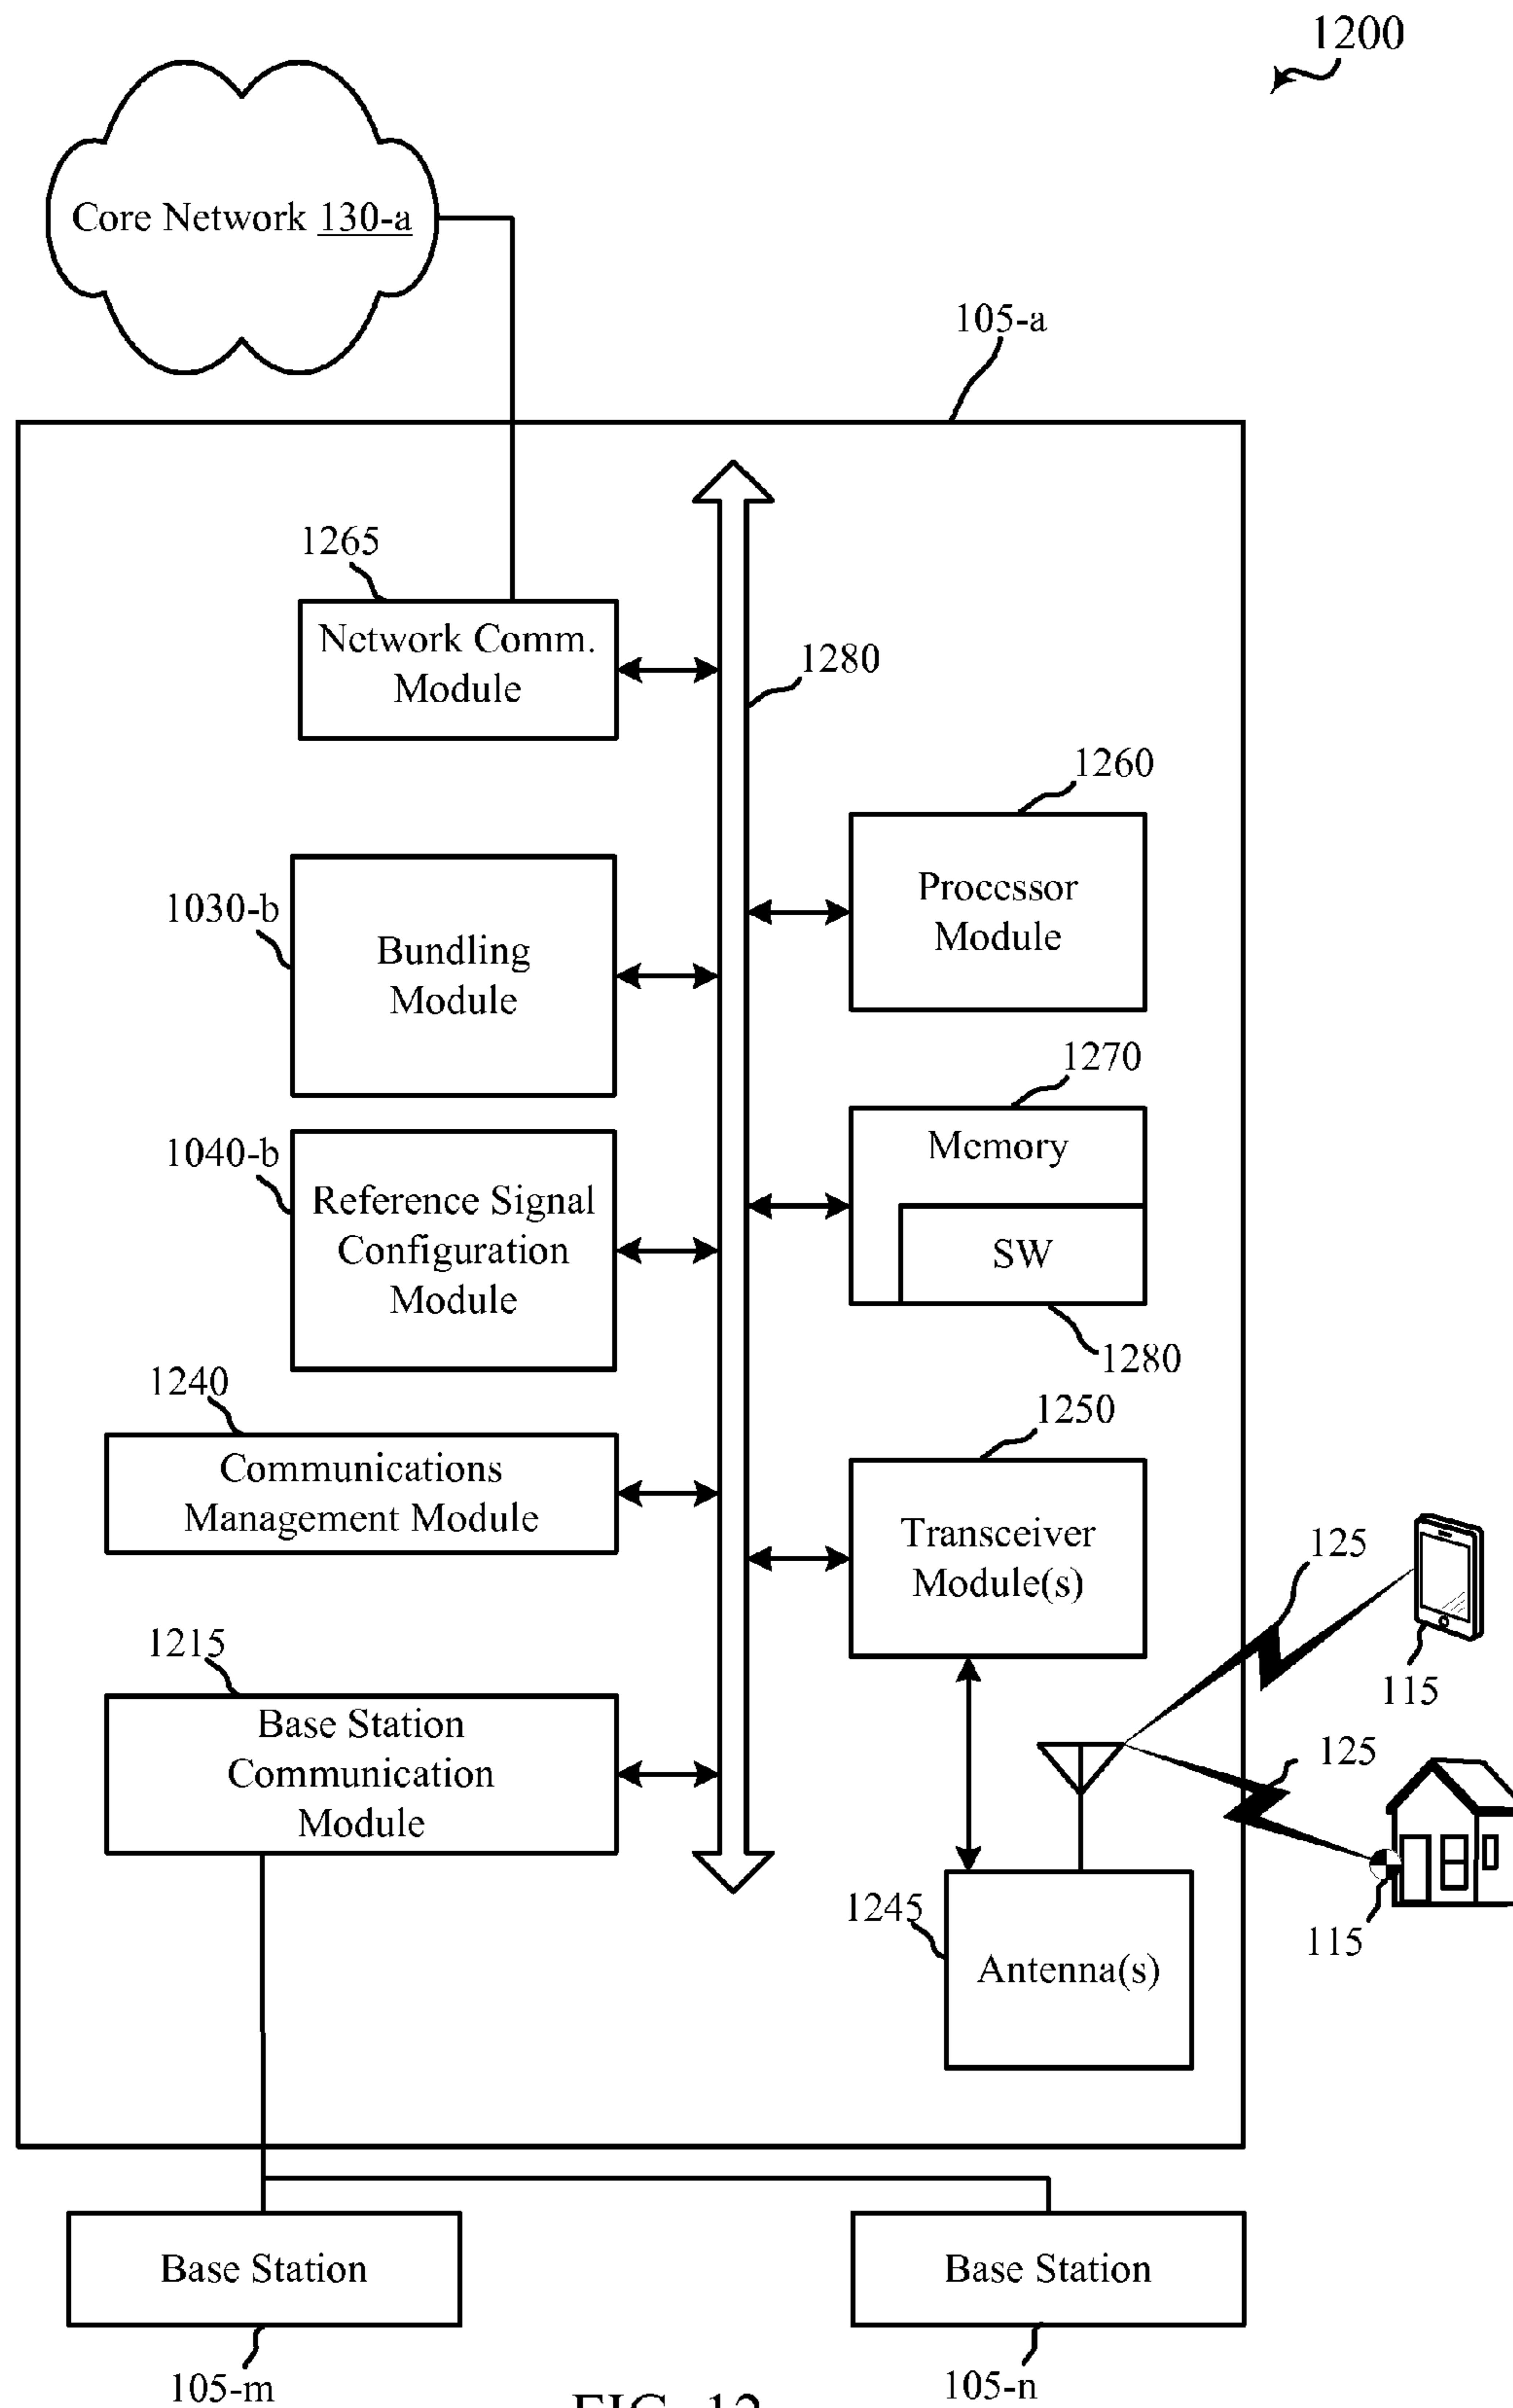 1200
Core Network 130-a
105-a
1265
Network Comm.
Module
1280
1260
Processor
Module
1030-b
Bundling
Module
1270
Memory
SW
1280
1040-b
Reference Signal
Configuration
Module
1240
Communications
Management Module
1250
Transceiver
Module(s)
125
115
1215
Base Station
Communication
Module
125
115
1245
Antenna(s)
Base Station
105-m
Base Station
105-n
FIG. 12